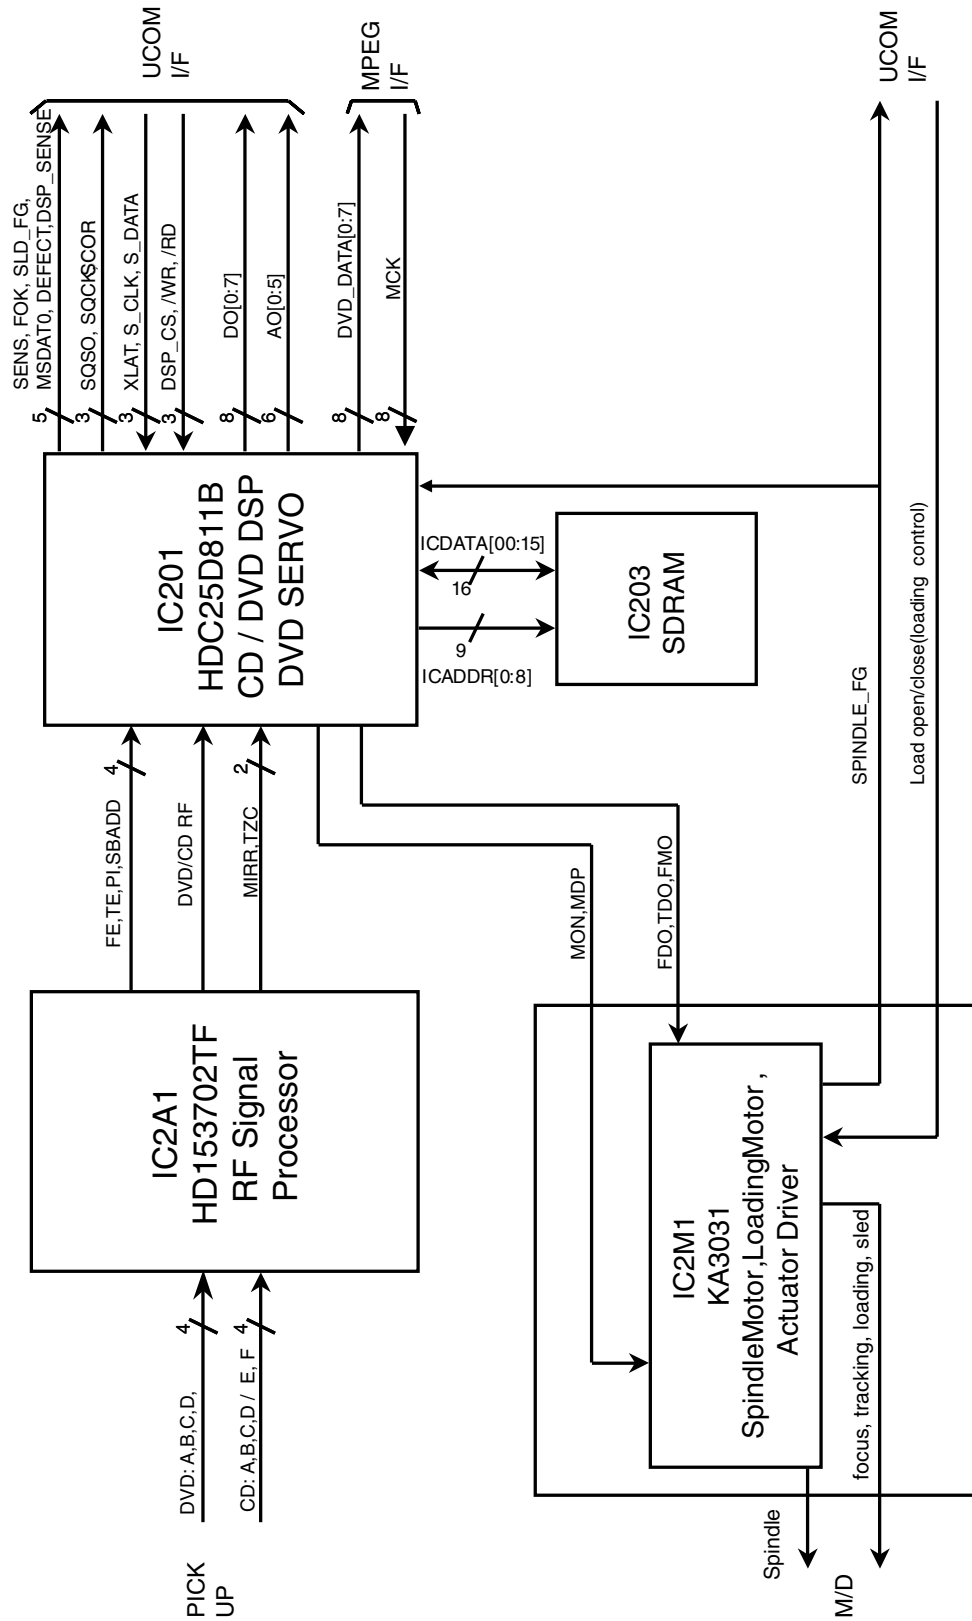 PICK
UP
DVD: A,B,C,D,
4
CD: A,B,C,D / E, F
4
IC2A1
HD153702TF
RF Signal
Processor
FE,TE,PI,SBADD
4
DVD/CD RF
MIRR,TZC
2
IC201
HDC25D811B
CD / DVD DSP
DVD SERVO
5
SENS, FOK, SLD_FG,
MSDAT0, DEFECT,DSP_SENSE
3
SQSO, SQCK,SCOR
3
XLAT, S_CLK, S_DATA
3
DSP_CS, /WR, /RD
8
DO[0:7]
6
AO[0:5]
UCOM
I/F
8
DVD_DATA[0:7]
8
MCK
MPEG
I/F
ICDATA[00:15]
16
9
ICADDR[0:8]
IC203
SDRAM
MON,MDP
FDO,TDO,FMO
IC2M1
KA3031
SpindleMotor,LoadingMotor ,
Actuator Driver
SPINDLE_FG
Load open/close(loading control)
UCOM
I/F
Spindle
focus, tracking, loading, sled
M/D